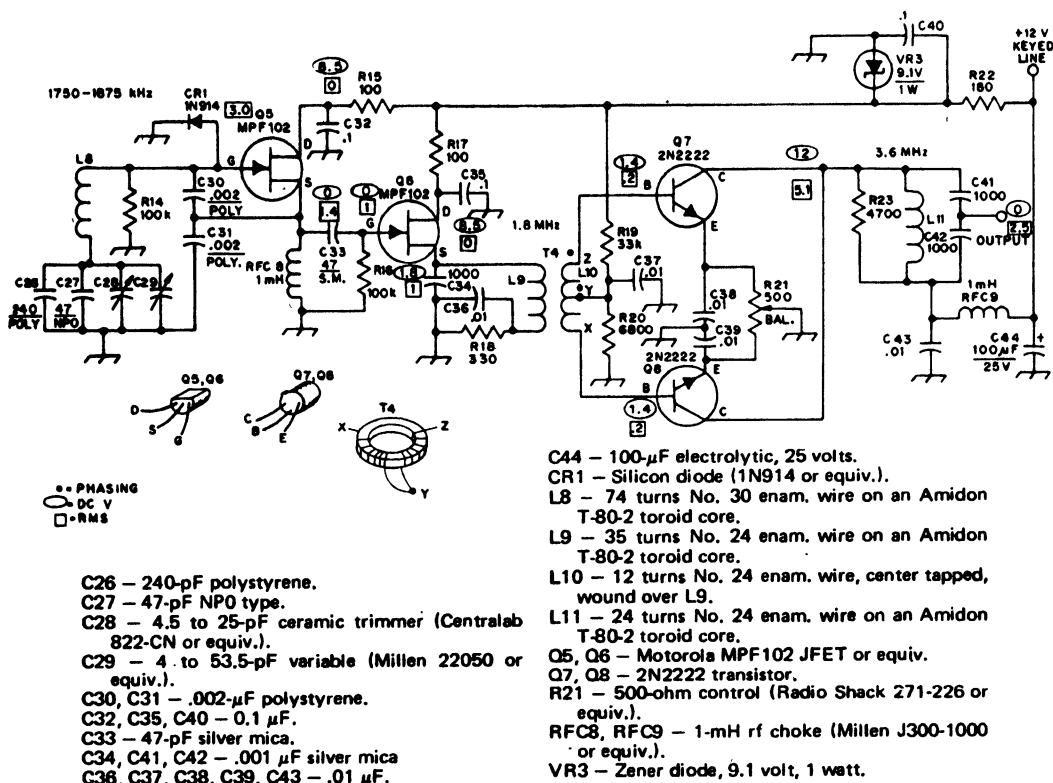 1750-1875 kHz
CR1
1N914
3.0
Q5
MPF102
8.5
0
R15
100
C32
.1
R17
100
C35
.1
8.5
0
.1
C40
VR3
9.1V
1W
+12 V
KEYED
LINE
R22
180
L8
R14
100k
G
D
S
C30
.002
POLY
C31
.002
POLY.
0
1.4
C33
47
S.M.
RFC 8
1mH
0
1
Q6
MPF102
G
D
S
R16
100k
1.8
1
1000
C34
C36
.01
R18
330
1.8 MHz
L9
T4
L10
Z
Y
X
R19
33k
C37
.01
R20
6800
1.4
.2
Q7
2N2222
B
C
E
C38
.01
C39
.01
R21
500
BAL.
2N2222
Q8
B
E
C
1.4
.2
12
5.1
3.6 MHz
R23
4700
L11
C41
1000
C42
1000
0
2.5
OUTPUT
1mH
RFC9
C43
.01
C44
100µF
25V
+
C26
240
POLY
C27
47
NPO
C28
C29
Q5,Q6
D
S
G
Q7,Q8
C
B
E
T4
X
Z
Y
•• PHASING
• DC V
• RMS
C26 – 240-pF polystyrene.
C27 – 47-pF NPO type.
C28 – 4.5 to 25-pF ceramic trimmer (Centralab
822-CN or equiv.).
C29 – 4 to 53.5-pF variable (Millen 22050 or
equiv.).
C30, C31 – .002-µF polystyrene.
C32, C35, C40 – 0.1 µF.
C33 – 47-pF silver mica.
C34, C41, C42 – .001 µF silver mica
C36, C37, C38, C39, C43 – .01 µF.
C44 – 100-µF electrolytic, 25 volts.
CR1 – Silicon diode (1N914 or equiv.).
L8 – 74 turns No. 30 enam. wire on an Amidon
T-80-2 toroid core.
L9 – 35 turns No. 24 enam. wire on an Amidon
T-80-2 toroid core.
L10 – 12 turns No. 24 enam. wire, center tapped,
wound over L9.
L11 – 24 turns No. 24 enam. wire on an Amidon
T-80-2 toroid core.
Q5, Q6 – Motorola MPF102 JFET or equiv.
Q7, Q8 – 2N2222 transistor.
R21 – 500-ohm control (Radio Shack 271-226 or
equiv.).
RFC8, RFC9 – 1-mH rf choke (Millen J300-1000
or equiv.).
VR3 – Zener diode, 9.1 volt, 1 watt.